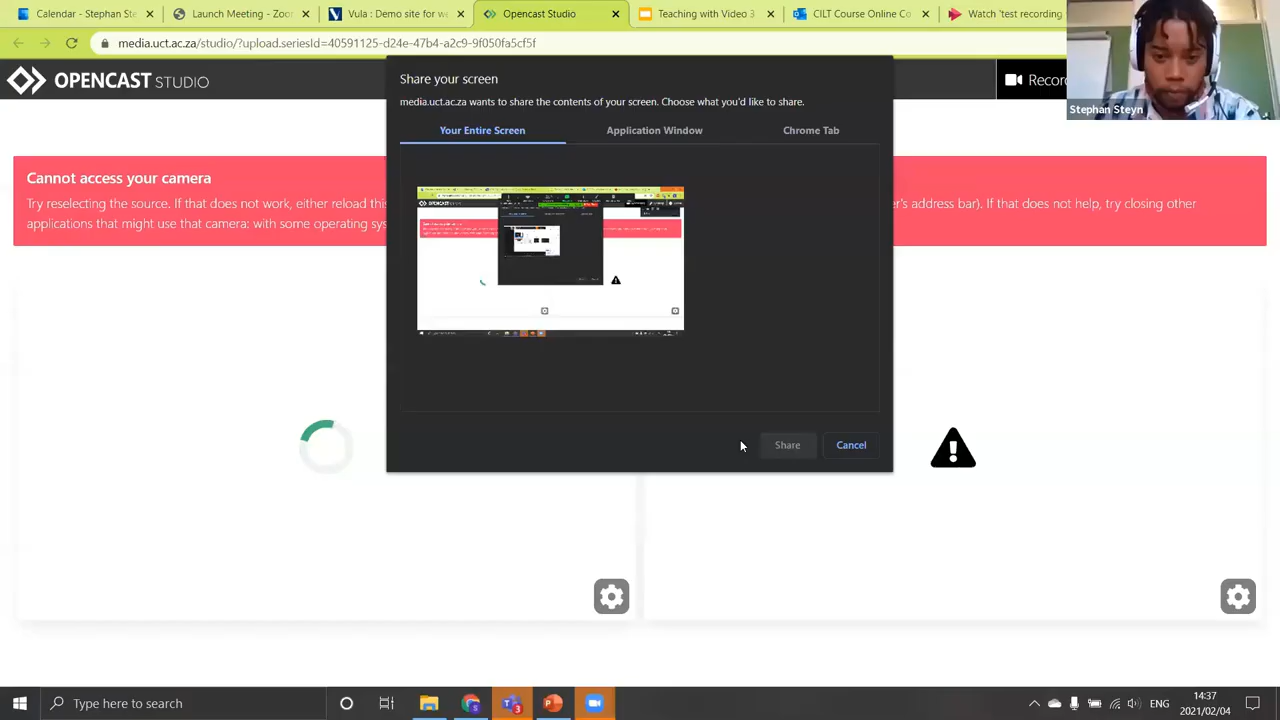 Calendar - Stephan Ste
Launch Meeting - Zoom
Vula : Demo site for we
Opencast Studio
Teaching with Video 3
CILT Course Online Co
Watch 'test recording
media.uct.ac.za/studio/?upload.seriesId=40591125-d24e-47b4-a2c9-9f050fa5cf5f
OPENCAST STUDIO
Record
Stephan Steyn
Share your screen
media.uct.ac.za wants to share the contents of your screen. Choose what you'd like to share.
Your Entire Screen
Application Window
Chrome Tab
Cannot access your camera
Try reselecting the source. If that does not work, either reload this
r's address bar). If that does not help, try closing other
applications that might use that camera; with some operating sys
Share
Cancel
Type here to search
3
ENG
14:37
2021/02/04